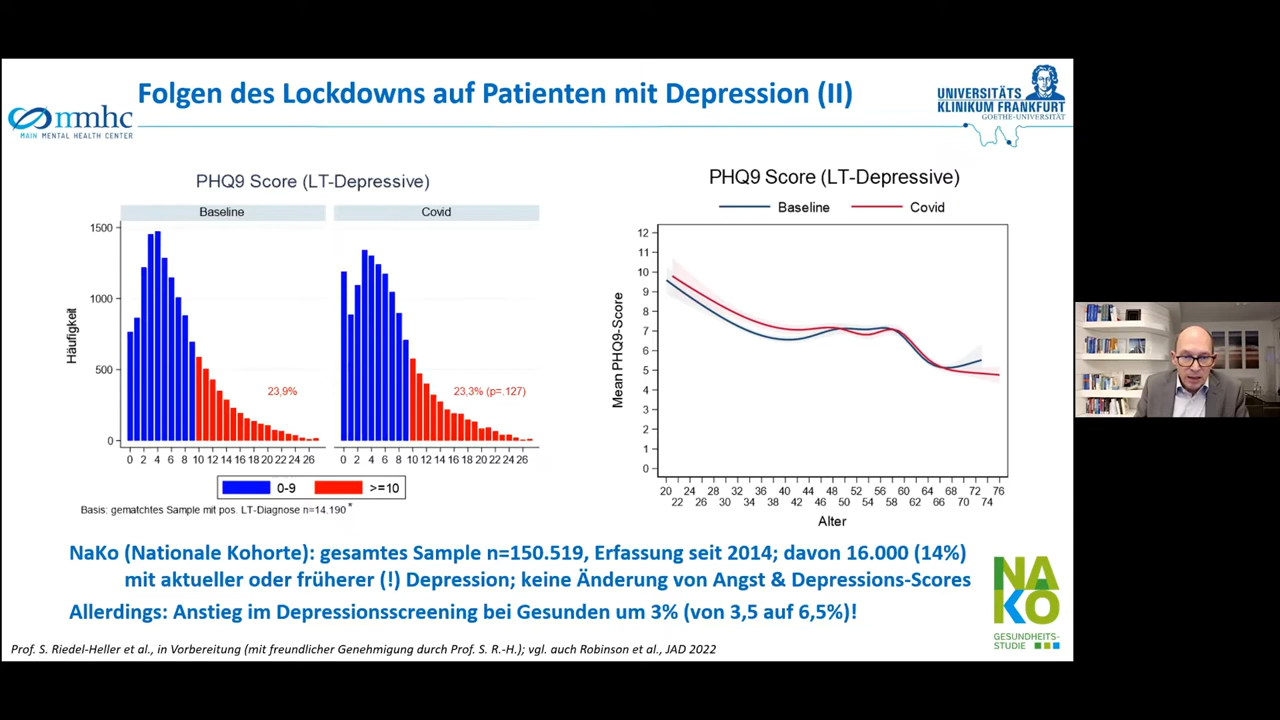 Folgen des Lockdowns auf Patienten mit Depression (II)
mmhc
MAIN MENTAL HEALTH CENTER
UNIVERSITÄTS
KLINIKUM FRANKFURT
GOETHE-UNIVERSITÄT
PHQ9 Score (LT-Depressive)
Baseline
Covid
Häufigkeit
1500
1000
500
0
23,9%
23,3% (p=.127)
0 2 4 6 8 10 12 14 16 18 20 22 24 26
0 2 4 6 8 10 12 14 16 18 20 22 24 26
0-9
>=10
Basis: gematchtes Sample mit pos. LT-Diagnose n=14.190 *
PHQ9 Score (LT-Depressive)
Baseline
Covid
Mean PHQ9-Score
12
11
10
9
8
7
6
5
4
3
2
1
0
20 24 28 32 36 40 44 48 52 56 60 64 68 72 76
22 26 30 34 38 42 46 50 54 58 62 66 70 74
Alter
NaKo (Nationale Kohorte): gesamtes Sample n=150.519, Erfassung seit 2014; davon 16.000 (14%)
mit aktueller oder früherer (!) Depression; keine Änderung von Angst & Depressions-Scores
Allerdings: Anstieg im Depressionsscreening bei Gesunden um 3% (von 3,5 auf 6,5%)!
NA
KO
GESUNDHEITS-
STUDIE
Prof. S. Riedel-Heller et al., in Vorbereitung (mit freundlicher Genehmigung durch Prof. S. R.-H.); vgl. auch Robinson et al., JAD 2022